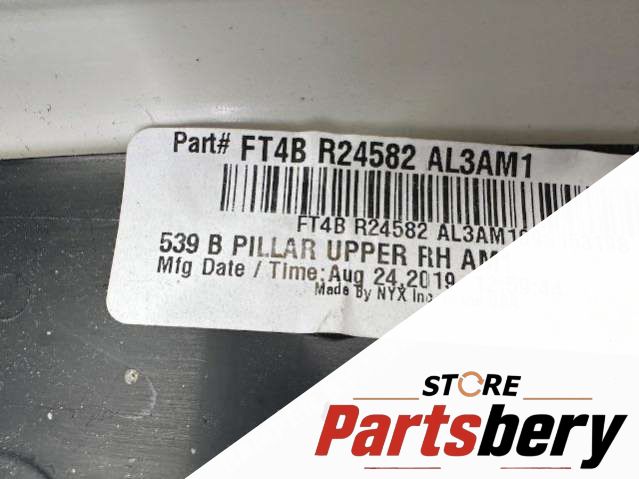 Part# FT4B R24582 AL3AM1
FT4B R24582 AL3AM1
539 B PILLAR UPPER RH
Mfg Date / Time: Aug 24,2019
Made By NYX Inc
STORE
Partsbery